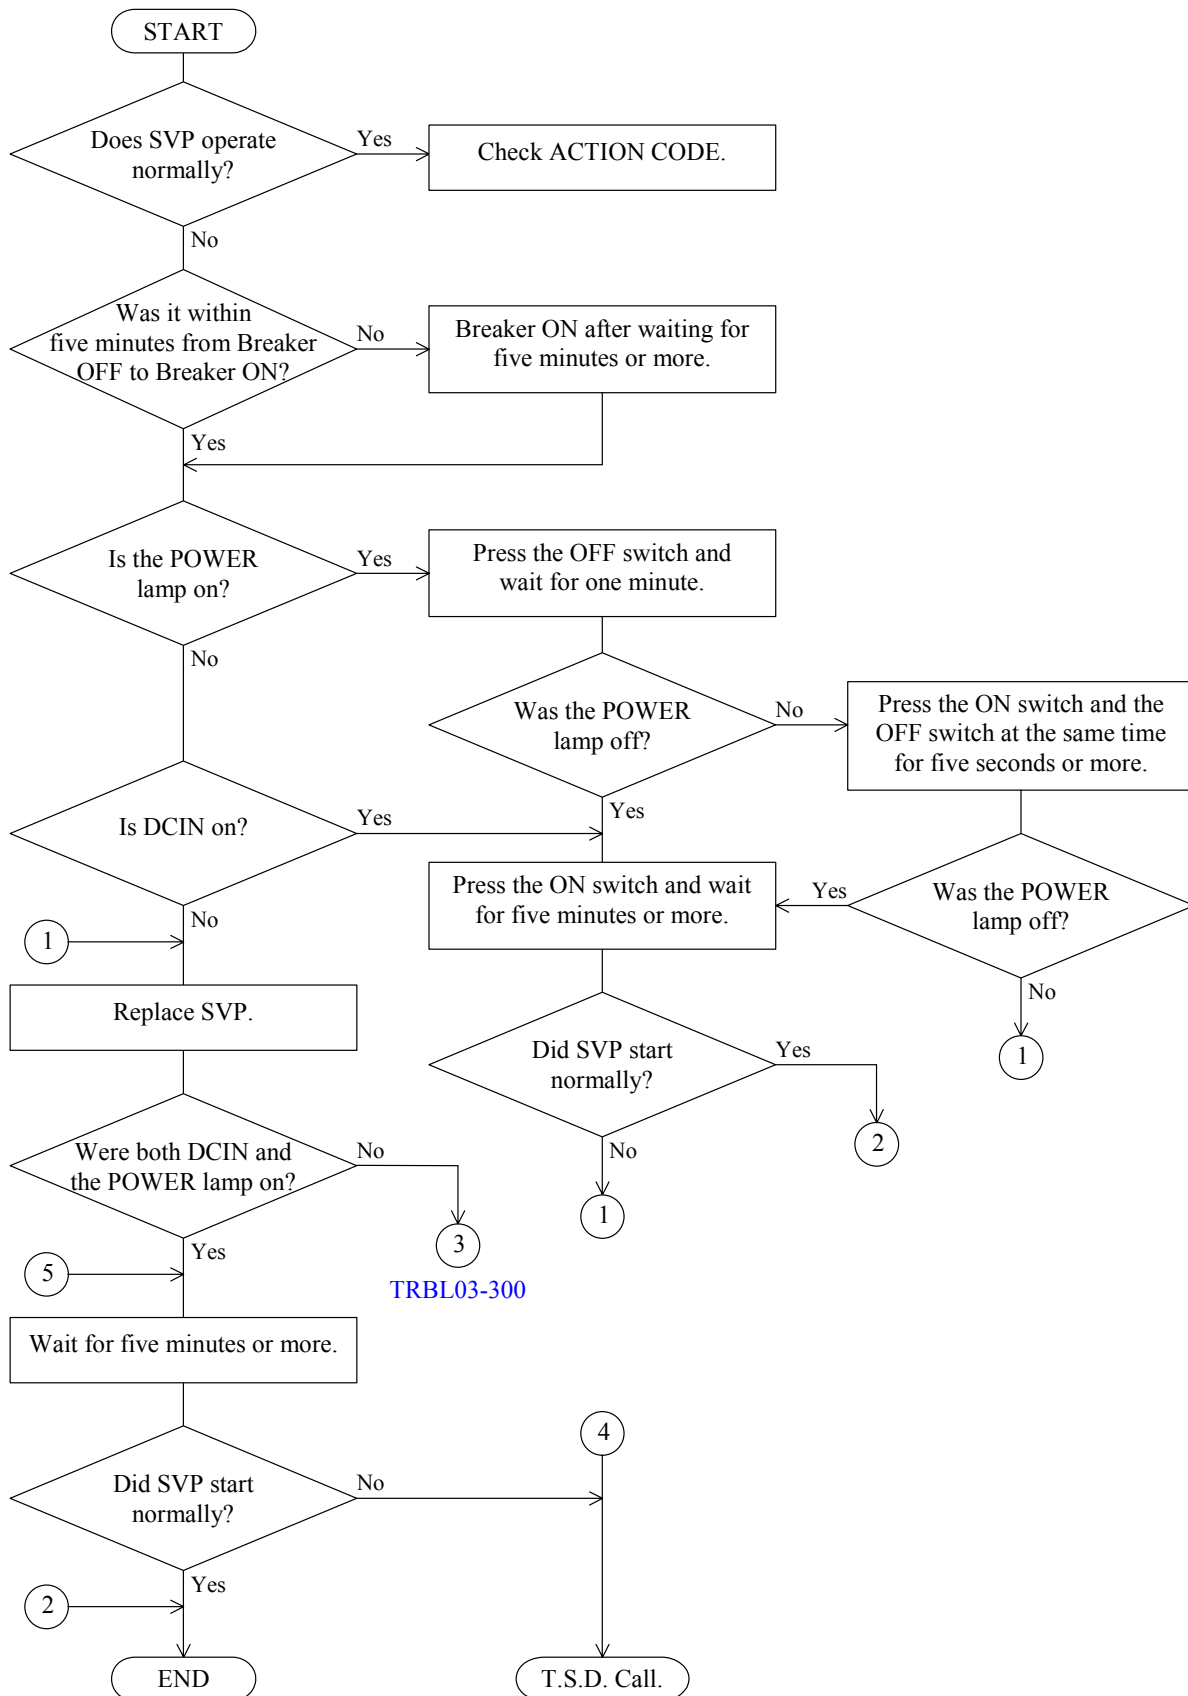 START
Does SVP operate
normally?
Yes
Check ACTION CODE.
No
Was it within
five minutes from Breaker
OFF to Breaker ON?
No
Breaker ON after waiting for
five minutes or more.
Yes
Is the POWER
lamp on?
Yes
Press the OFF switch and
wait for one minute.
No
Was the POWER
lamp off?
No
Press the ON switch and the
OFF switch at the same time
for five seconds or more.
Yes
Is DCIN on?
Yes
Press the ON switch and wait
for five minutes or more.
Yes
Was the POWER
lamp off?
No
1
No
1
Replace SVP.
Did SVP start
normally?
Yes
2
No
1
Were both DCIN and
the POWER lamp on?
No
3
TRBL03-300
Yes
5
Wait for five minutes or more.
4
Did SVP start
normally?
No
Yes
2
END
T.S.D. Call.